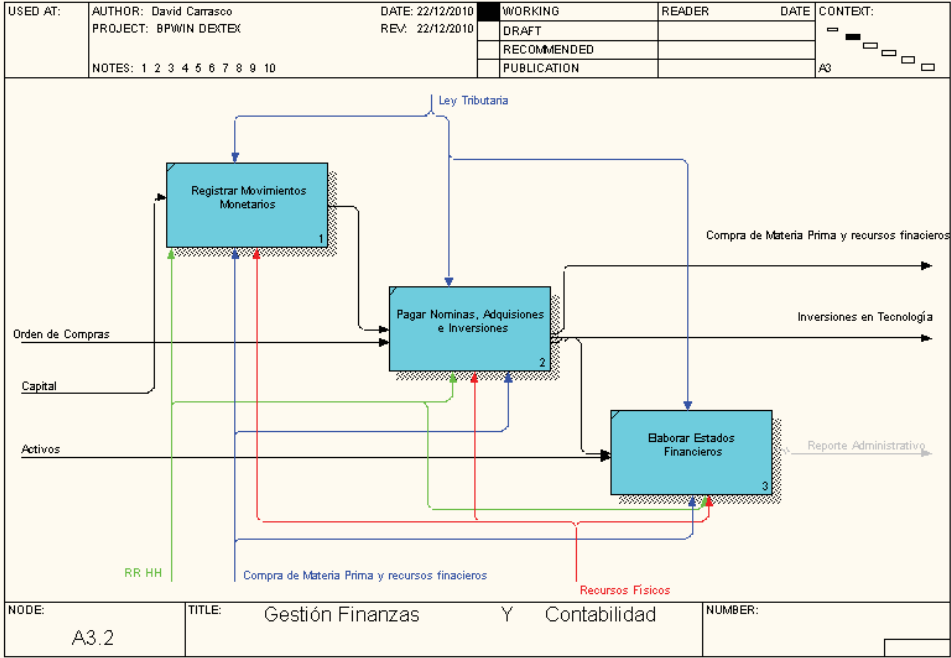 USED AT:
AUTHOR: David Carrasco
DATE: 22/12/2010
WORKING
READER
DATE
CONTEXT:
PROJECT: BPWIN DEXTEX
REV: 22/12/2010
DRAFT
RECOMMENDED
NOTES: 1 2 3 4 5 6 7 8 9 10
PUBLICATION
A3
Ley Tributaria
Registrar Movimientos
Monetarios
1
Compra de Materia Prima y recursos finacieros
Pagar Nominas, Adquisiones
e Inversiones
2
Inversiones en Tecnología
Orden de Compras
Capital
Activos
Elaborar Estados
Financieros
3
Reporte Administrativo
RR HH
Compra de Materia Prima y recursos finacieros
Recursos Físicos
NODE:
TITLE:
Gestión Finanzas Y Contabilidad
NUMBER:
A3.2